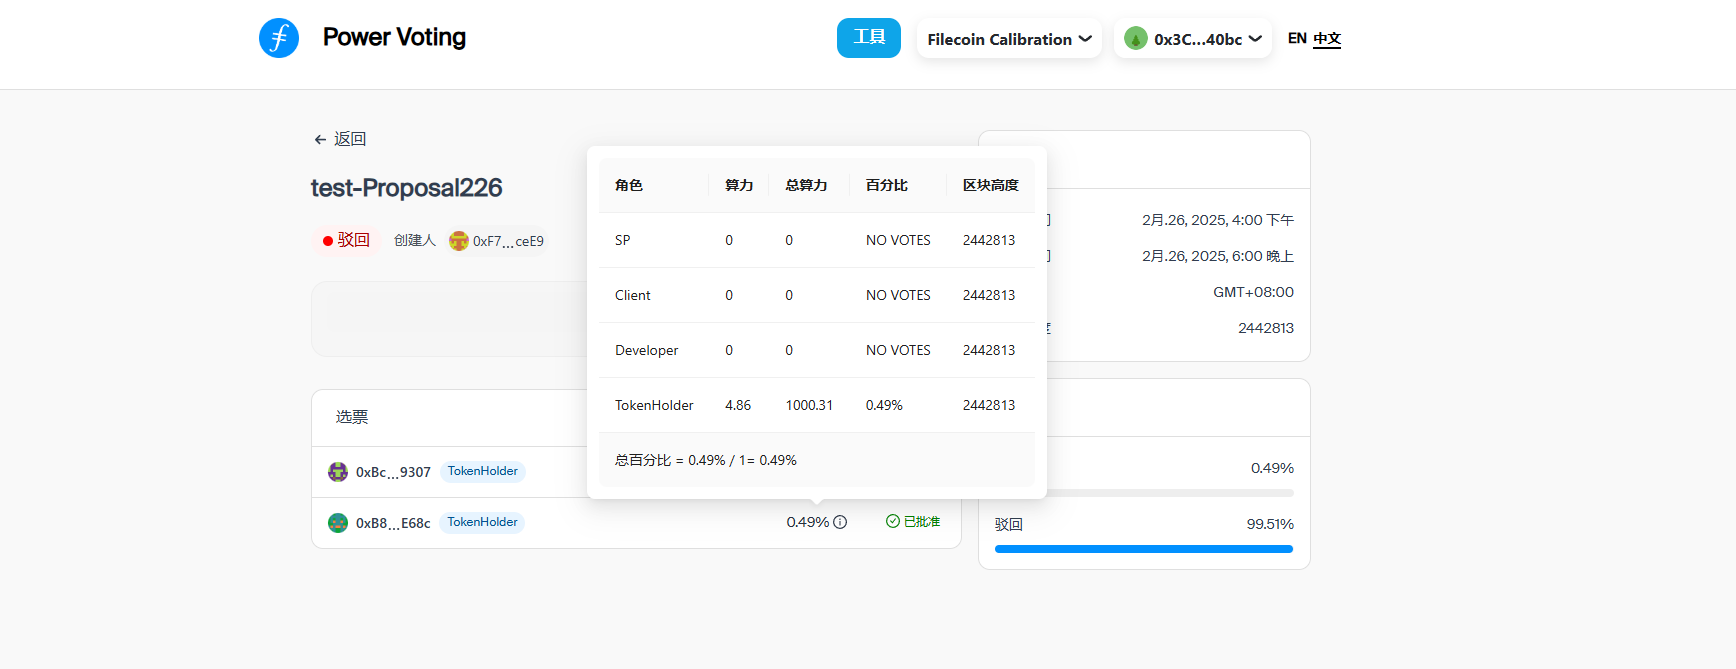 Power Voting
工具
Filecoin Calibration
0x3C...40bc
EN 中文
返回
test-Proposal226
驳回 创建人 0xF7...ceE9
角色 算力 总算力 百分比 区块高度
SP 0 0 NO VOTES 2442813
Client 0 0 NO VOTES 2442813
Developer 0 0 NO VOTES 2442813
TokenHolder 4.86 1000.31 0.49% 2442813
总百分比 = 0.49% / 1= 0.49%
2月.26, 2025, 4:00 下午
2月.26, 2025, 6:00 晚上
GMT+08:00
2442813
选票
0xBc...9307 TokenHolder
0xB8...E68c TokenHolder 0.49% 已批准
0.49%
驳回 99.51%